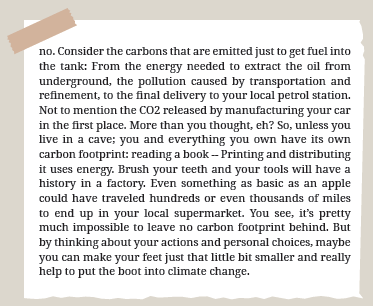 no. Consider the carbons that are emitted just to get fuel into
the tank: From the energy needed to extract the oil from
underground, the pollution caused by transportation and
refinement, to the final delivery to your local petrol station.
Not to mention the CO2 released by manufacturing your car
in the first place. More than you thought, eh? So, unless you
live in a cave; you and everything you own have its own
carbon footprint: reading a book -- Printing and distributing
it uses energy. Brush your teeth and your tools will have a
history in a factory. Even something as basic as an apple
could have traveled hundreds or even thousands of miles
to end up in your local supermarket. You see, it's pretty
much impossible to leave no carbon footprint behind. But
by thinking about your actions and personal choices, maybe
you can make your feet just that little bit smaller and really
help to put the boot into climate change.